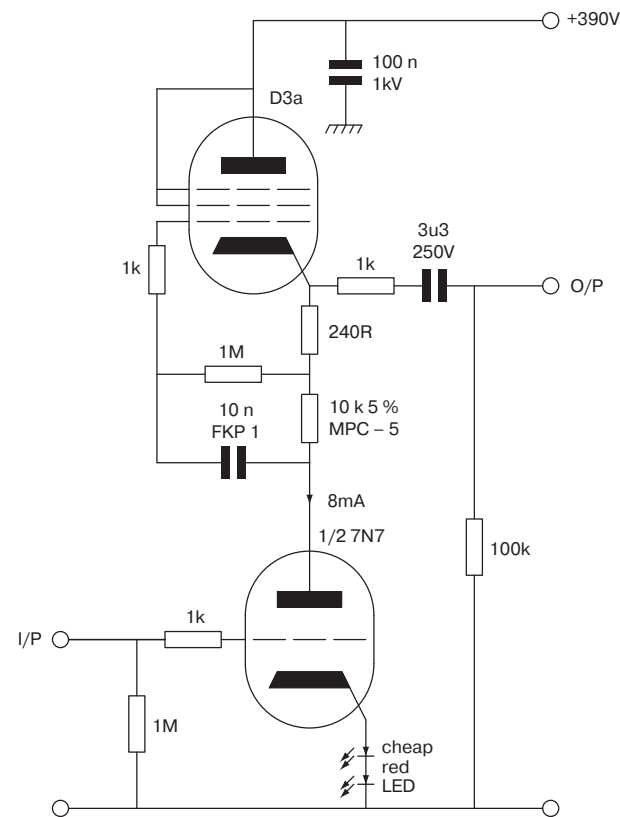 +390V
100 n
1kV
D3a
3u3
250V
1k
1k
O/P
240R
1M
10 k 5 %
MPC – 5
10 n
FKP 1
8mA
1/2 7N7
100k
1k
I/P
1M
cheap
red
LED